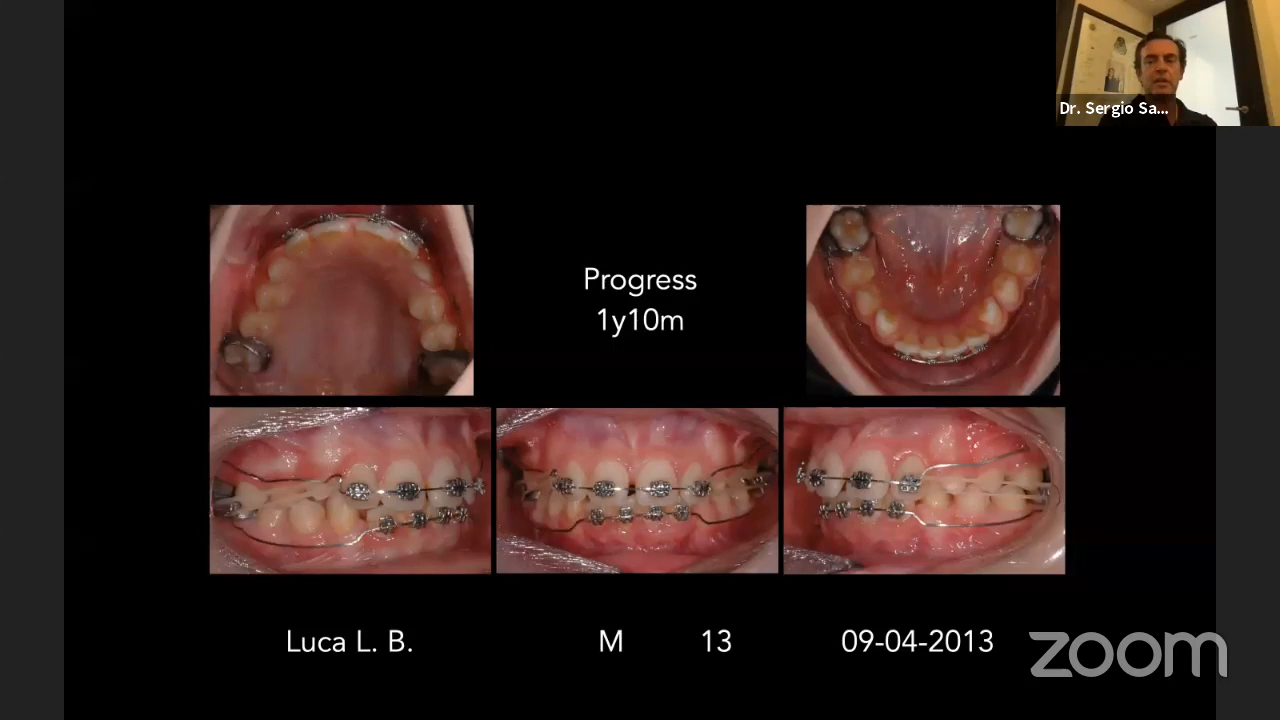 Dr. Sergio Sa...
Progress
1y10m
Luca L. B. M 13 09-04-2013
zoom